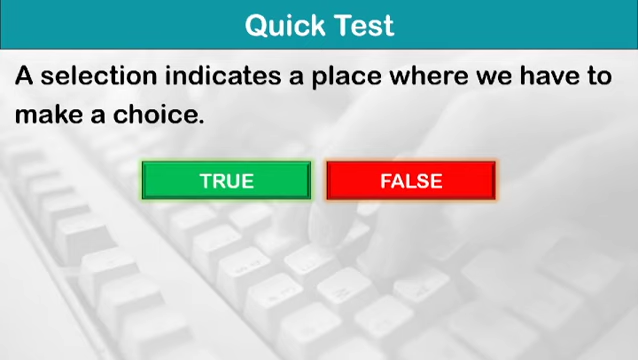 Quick Test
A selection indicates a place where we have to
make a choice.
TRUE FALSE